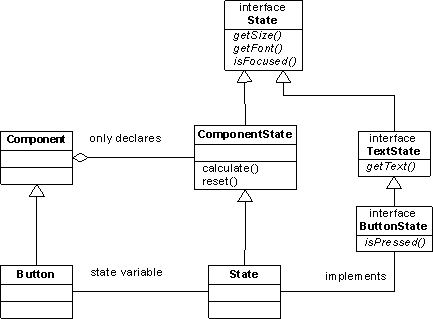 interface
State
getSize()
getFont()
isFocused()
Component
only declares
ComponentState
calculate()
reset()
interface
TextState
getText()
interface
ButtonState
isPressed()
Button
state variable
State
implements